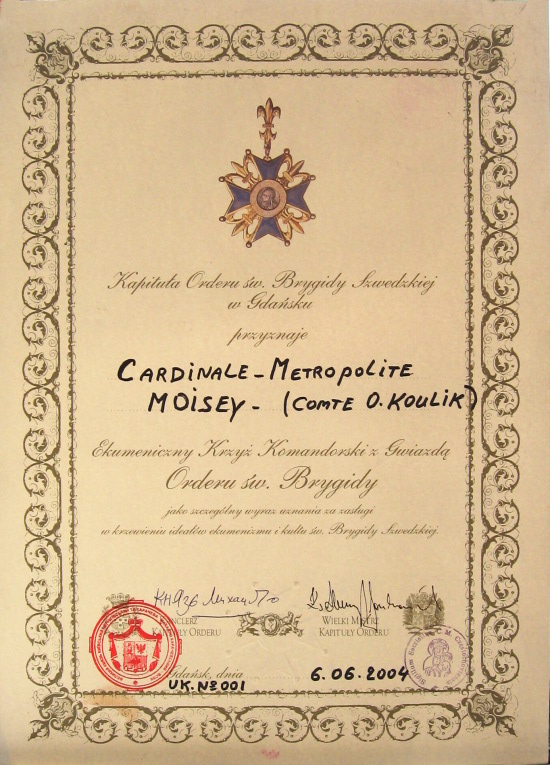 Kapituła Orderu św. Brygidy Szwedzkiej
w Gdańsku
przyznaje
CARDINALE-METROPOLITE
MOISEY - (COMTE O.KOULIK)
Ekumeniczny Krzyż Komandorski z Gwiazdą
Orderu św. Brygidy
jako szczególny wyraz uznania za zasługi
w krzewieniu ideałów ekumenizmu i kultu św. Brygidy Szwedzkiej.
WIELKI MISTRZ
KAPITUŁY ORDERU
KAPITUŁY ORDERU
Gdańsk, dnia 6.06.2004
UK.№001